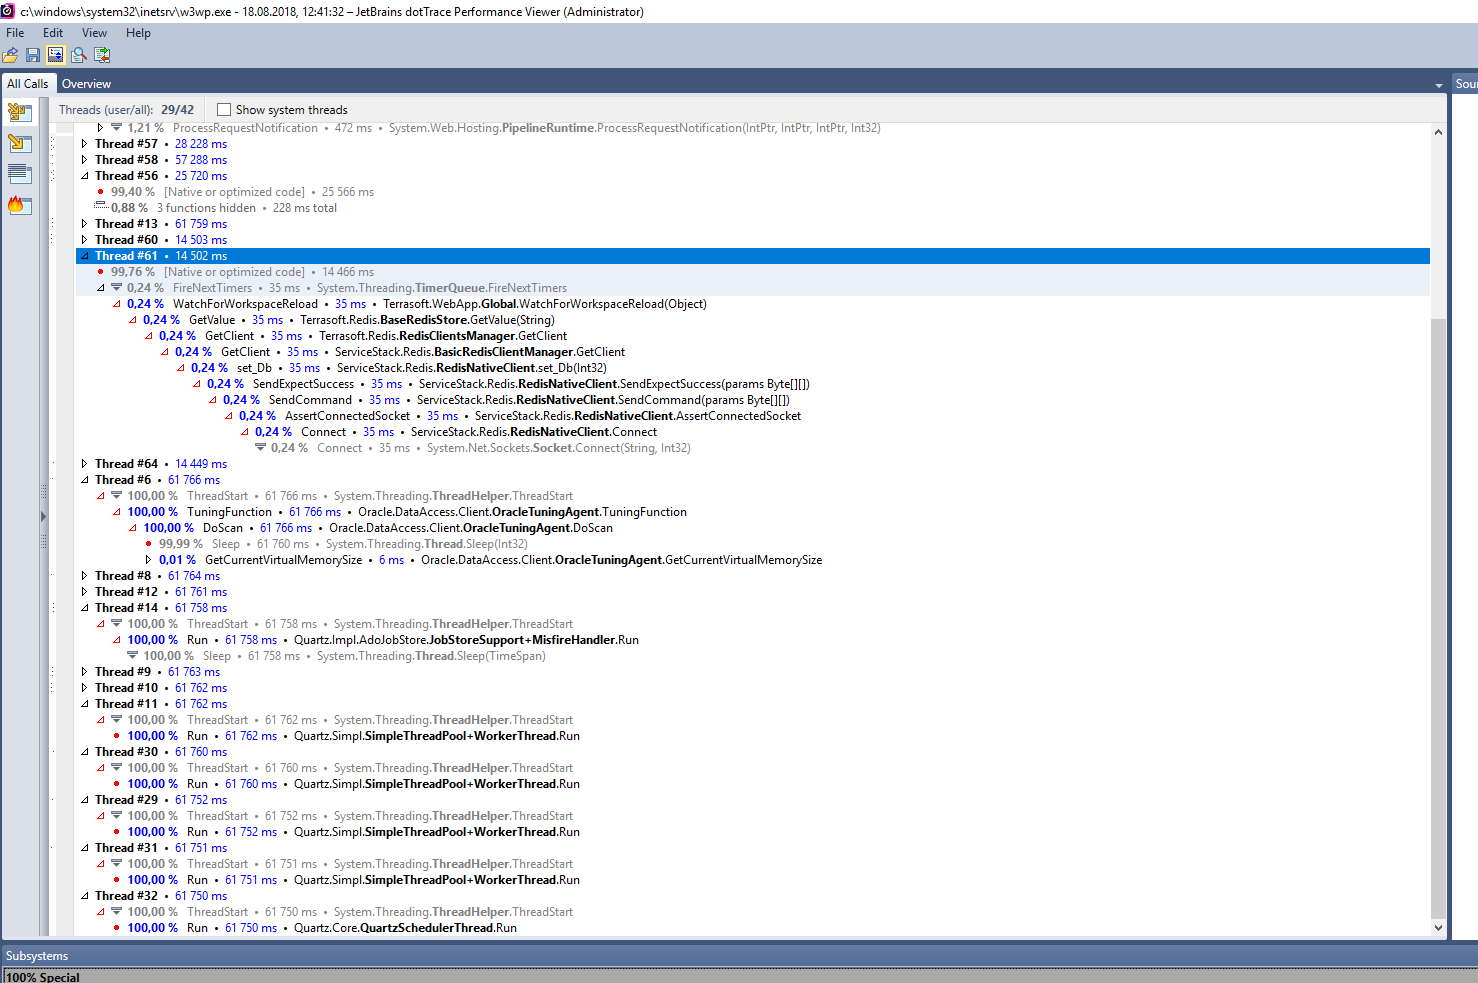 c:\windows\system32\inetsrv\w3wp.exe - 18.08.2018, 12:41:32 – JetBrains dotTrace Performance Viewer (Administrator)
File Edit View Help
All Calls Overview Sour
Threads (user/all): 29/42 Show system threads
1,21 % ProcessRequestNotification • 472 ms • System.Web.Hosting.PipelineRuntime.ProcessRequestNotification(IntPtr, IntPtr, IntPtr, Int32)
Thread #57 • 28 228 ms
Thread #58 • 57 288 ms
Thread #56 • 25 720 ms
99,40 % [Native or optimized code] • 25 566 ms
0,88 % 3 functions hidden • 228 ms total
Thread #13 • 61 759 ms
Thread #60 • 14 503 ms
Thread #61 • 14 502 ms
99,76 % [Native or optimized code] • 14 466 ms
0,24 % FireNextTimers • 35 ms • System.Threading.TimerQueue.FireNextTimers
0,24 % WatchForWorkspaceReload • 35 ms • Terrasoft.WebApp.Global.WatchForWorkspaceReload(Object)
0,24 % GetValue • 35 ms • Terrasoft.Redis.BaseRedisStore.GetValue(String)
0,24 % GetClient • 35 ms • Terrasoft.Redis.RedisClientsManager.GetClient
0,24 % GetClient • 35 ms • ServiceStack.Redis.BasicRedisClientManager.GetClient
0,24 % set_Db • 35 ms • ServiceStack.Redis.RedisNativeClient.set_Db(Int32)
0,24 % SendExpectSuccess • 35 ms • ServiceStack.Redis.RedisNativeClient.SendExpectSuccess(params Byte[][])
0,24 % SendCommand • 35 ms • ServiceStack.Redis.RedisNativeClient.SendCommand(params Byte[][])
0,24 % AssertConnectedSocket • 35 ms • ServiceStack.Redis.RedisNativeClient.AssertConnectedSocket
0,24 % Connect • 35 ms • ServiceStack.Redis.RedisNativeClient.Connect
0,24 % Connect • 35 ms • System.Net.Sockets.Socket.Connect(String, Int32)
Thread #64 • 14 449 ms
Thread #6 • 61 766 ms
100,00 % ThreadStart • 61 766 ms • System.Threading.ThreadHelper.ThreadStart
100,00 % TuningFunction • 61 766 ms • Oracle.DataAccess.Client.OracleTuningAgent.TuningFunction
100,00 % DoScan • 61 766 ms • Oracle.DataAccess.Client.OracleTuningAgent.DoScan
99,99 % Sleep • 61 760 ms • System.Threading.Thread.Sleep(Int32)
0,01 % GetCurrentVirtualMemorySize • 6 ms • Oracle.DataAccess.Client.OracleTuningAgent.GetCurrentVirtualMemorySize
Thread #8 • 61 764 ms
Thread #12 • 61 761 ms
Thread #14 • 61 758 ms
100,00 % ThreadStart • 61 758 ms • System.Threading.ThreadHelper.ThreadStart
100,00 % Run • 61 758 ms • Quartz.Impl.AdoJobStore.JobStoreSupport+MisfireHandler.Run
100,00 % Sleep • 61 758 ms • System.Threading.Thread.Sleep(TimeSpan)
Thread #9 • 61 763 ms
Thread #10 • 61 762 ms
Thread #11 • 61 762 ms
100,00 % ThreadStart • 61 762 ms • System.Threading.ThreadHelper.ThreadStart
100,00 % Run • 61 762 ms • Quartz.Simpl.SimpleThreadPool+WorkerThread.Run
Thread #30 • 61 760 ms
100,00 % ThreadStart • 61 760 ms • System.Threading.ThreadHelper.ThreadStart
100,00 % Run • 61 760 ms • Quartz.Simpl.SimpleThreadPool+WorkerThread.Run
Thread #29 • 61 752 ms
100,00 % ThreadStart • 61 752 ms • System.Threading.ThreadHelper.ThreadStart
100,00 % Run • 61 752 ms • Quartz.Simpl.SimpleThreadPool+WorkerThread.Run
Thread #31 • 61 751 ms
100,00 % ThreadStart • 61 751 ms • System.Threading.ThreadHelper.ThreadStart
100,00 % Run • 61 751 ms • Quartz.Simpl.SimpleThreadPool+WorkerThread.Run
Thread #32 • 61 750 ms
100,00 % ThreadStart • 61 750 ms • System.Threading.ThreadHelper.ThreadStart
100,00 % Run • 61 750 ms • Quartz.Core.QuartzSchedulerThread.Run
Subsystems
100% Special